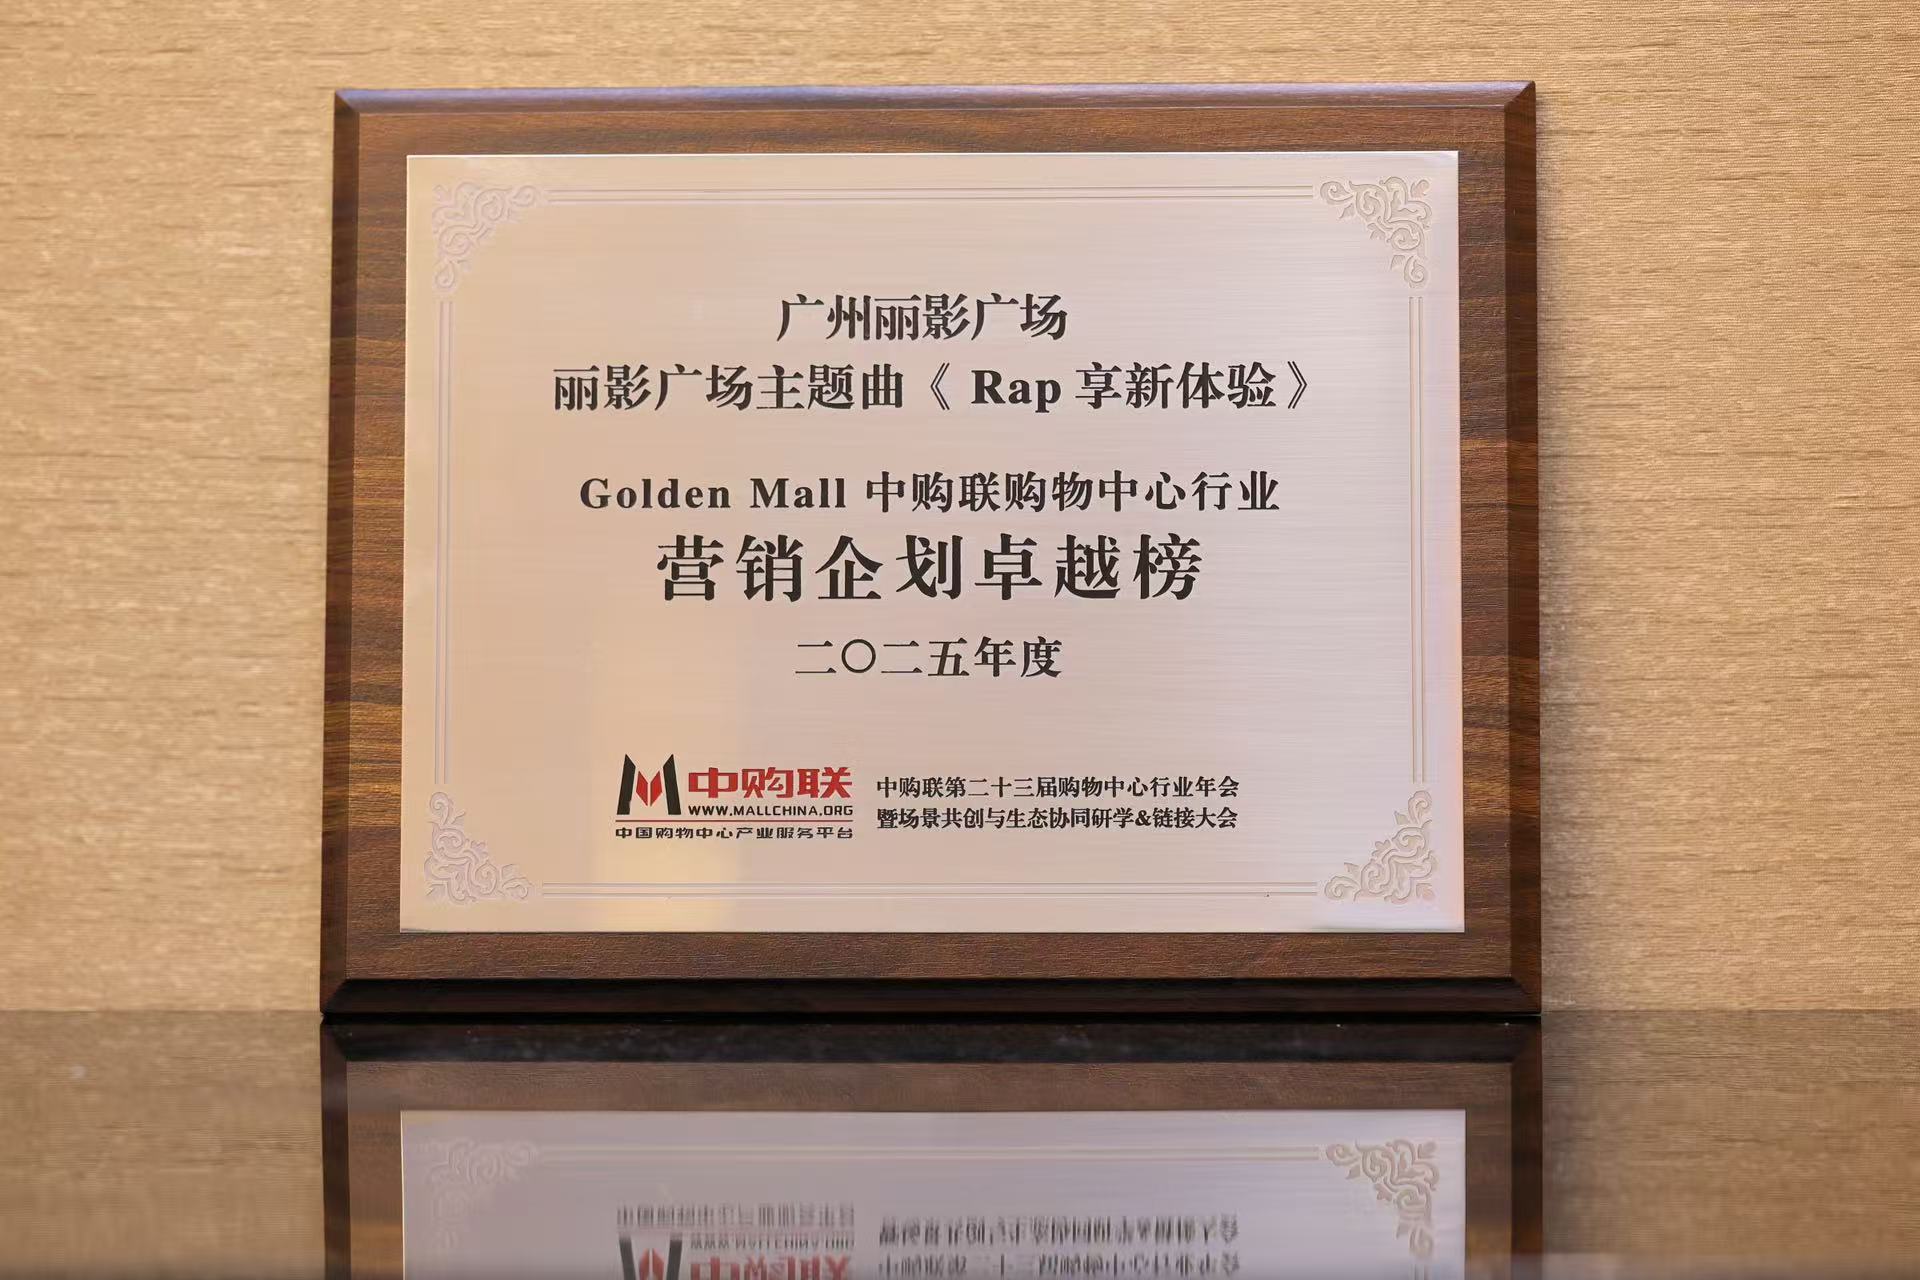 广州丽影广场
丽影广场主题曲《 Rap 享新体验》
Golden Mall 中购联购物中心行业
营销企划卓越榜
二〇二五年度
中购联
WWW.MALLCHINA.ORG
中国购物中心产业服务平台
中购联第二十三届购物中心行业年会
暨场景共创与生态协同研学&链接大会